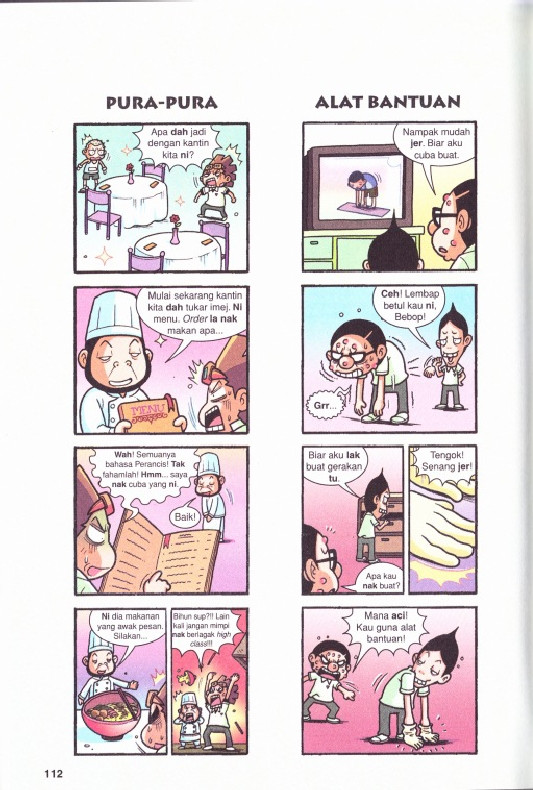 PURA-PURA
Apa dah jadi
dengan kantin
kita ni?
Mulai sekarang kantin
kita dah tukar imej. Ni
menu. Order la nak
makan apa...
MENU
Wah! Semuanya
bahasa Perancis! Tak
fahamlah! Hmm... saya
nak cuba yang ni.
Baik!
Ni dia makanan
yang awak pesan.
Silakan...
Bihun sup?!! Lain
kali jangan mimpi
nak berlagak high
class!!!
ALAT BANTUAN
Nampak mudah
jer. Biar aku
cuba buat.
Ceh! Lembap
betul kau ni,
Bebop!
Grr...
Biar aku lak
buat gerakan
tu.
Apa kau
naik buat?
Tengok!
Senang jer!!
Mana aci!
Kau guna alat
bantuan!
112